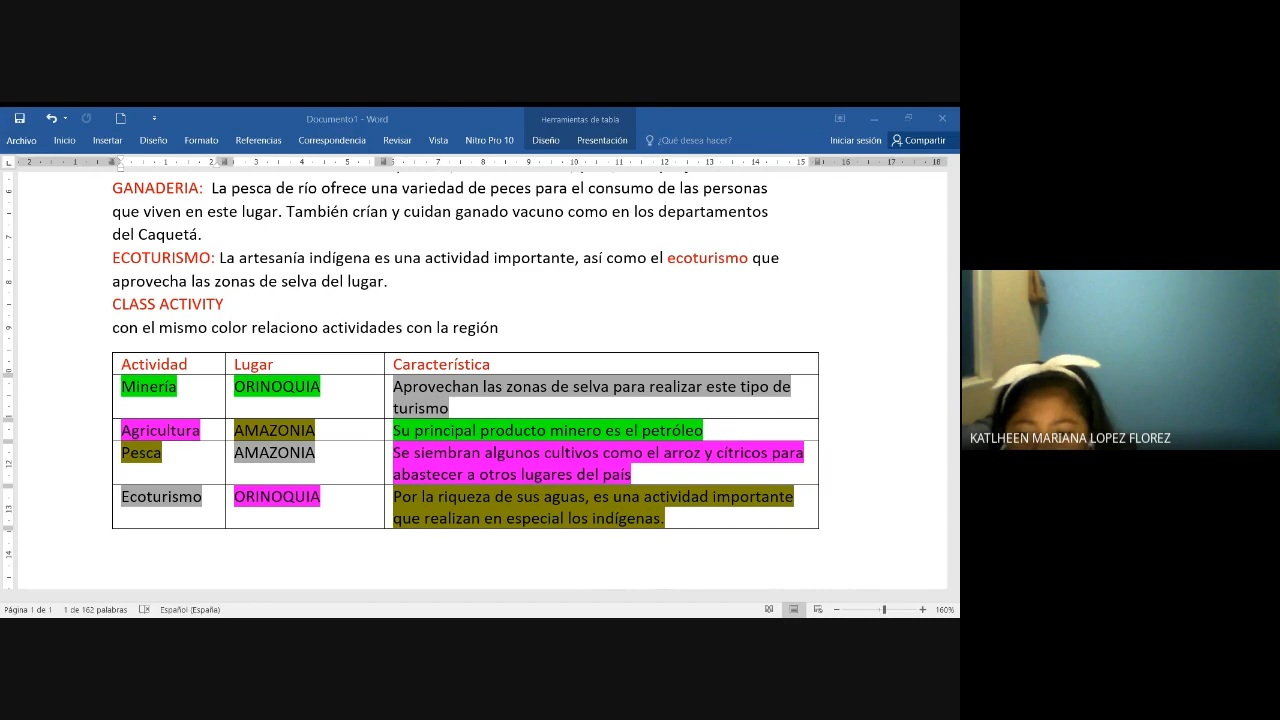 Documento1 - Word
Herramientas de tabla
Archivo
Inicio
Insertar
Diseño
Formato
Referencias
Correspondencia
Revisar
Vista
Nitro Pro 10
Diseño
Presentación
¿Qué desea hacer?
Iniciar sesión
Compartir
GANADERIA: La pesca de río ofrece una variedad de peces para el consumo de las personas
que viven en este lugar. También crían y cuidan ganado vacuno como en los departamentos
del Caquetá.
ECOTURISMO: La artesanía indígena es una actividad importante, así como el ecoturismo que
aprovecha las zonas de selva del lugar.
CLASS ACTIVITY
con el mismo color relaciono actividades con la región
Actividad Lugar Característica
Minería ORINOQUIA Aprovechan las zonas de selva para realizar este tipo de
turismo
Agricultura AMAZONIA Su principal producto minero es el petróleo
Pesca AMAZONIA Se siembran algunos cultivos como el arroz y cítricos para
abastecer a otros lugares del país
Ecoturismo ORINOQUIA Por la riqueza de sus aguas, es una actividad importante
que realizan en especial los indígenas.
Página 1 de 1 1 de 162 palabras Español (España) 160%
KATLHEEN MARIANA LOPEZ FLOREZ